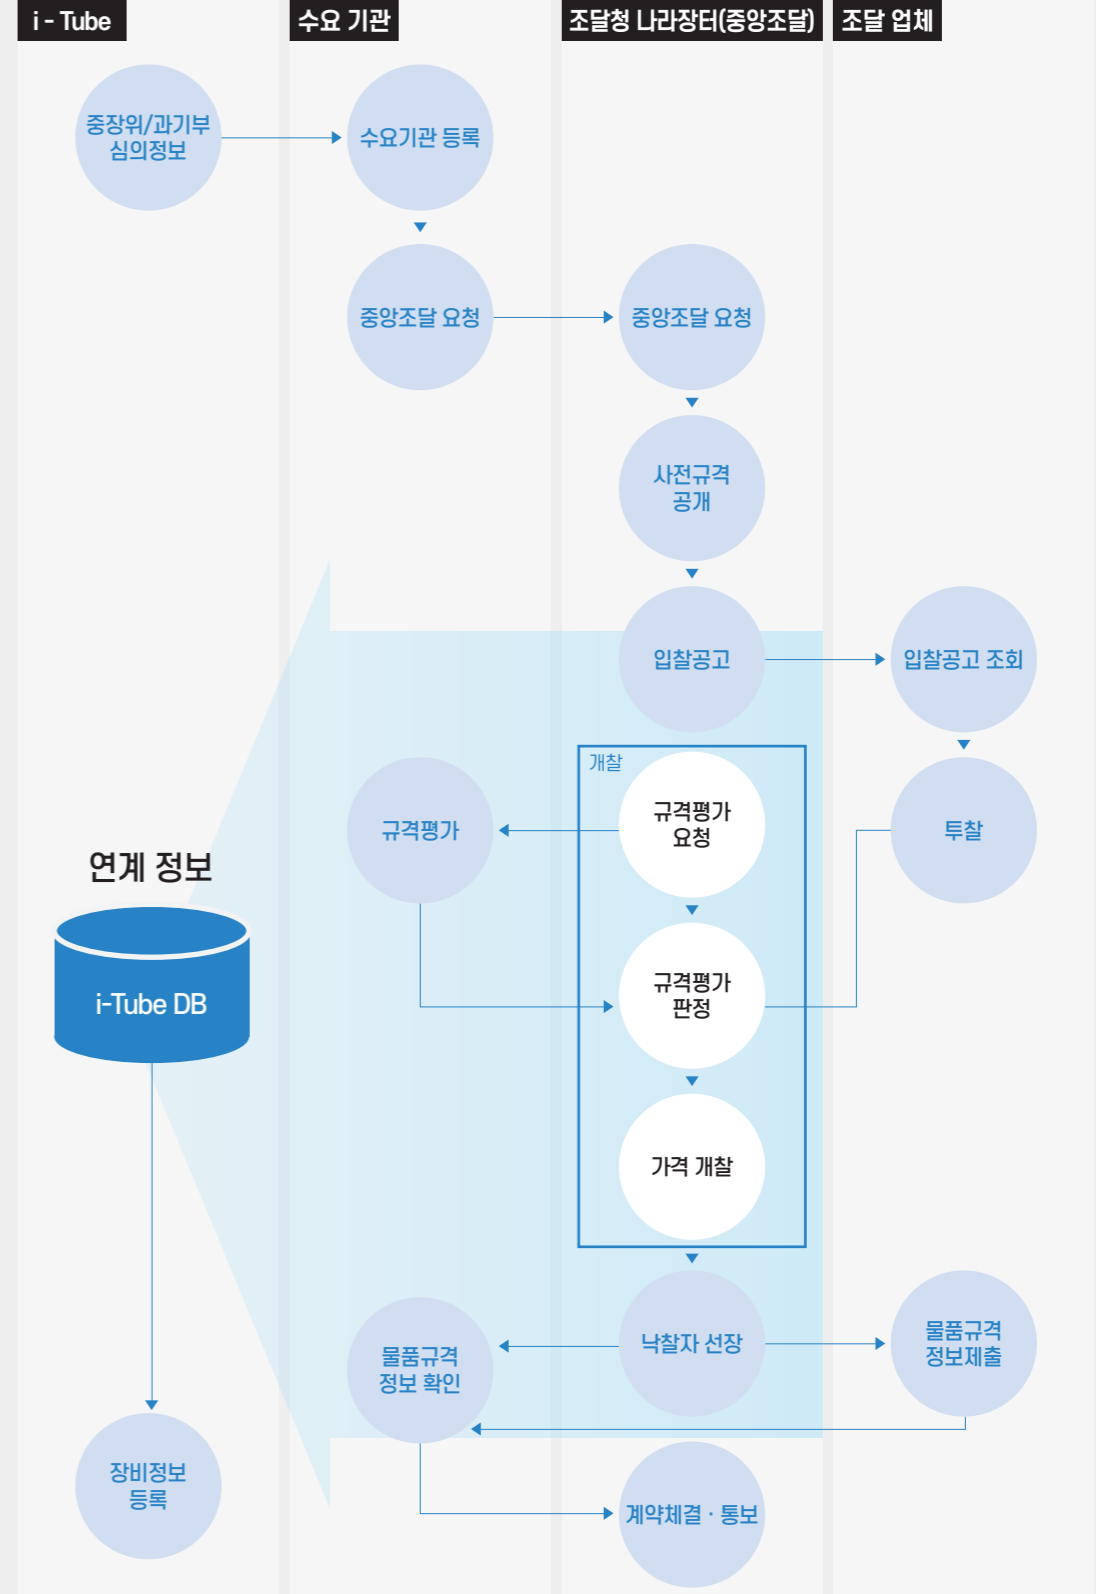 i - Tube
수요 기관
조달청 나라장터(중앙조달)
조달 업체
중장위/과기부
심의정보
수요기관 등록
중앙조달 요청
중앙조달 요청
사전규격
공개
입찰공고
입찰공고 조회
개찰
규격평가
요청
규격평가
투찰
연계 정보
i-Tube DB
규격평가
판정
가격 개찰
낙찰자 선장
물품규격
정보제출
물품규격
정보 확인
장비정보
등록
계약체결 · 통보